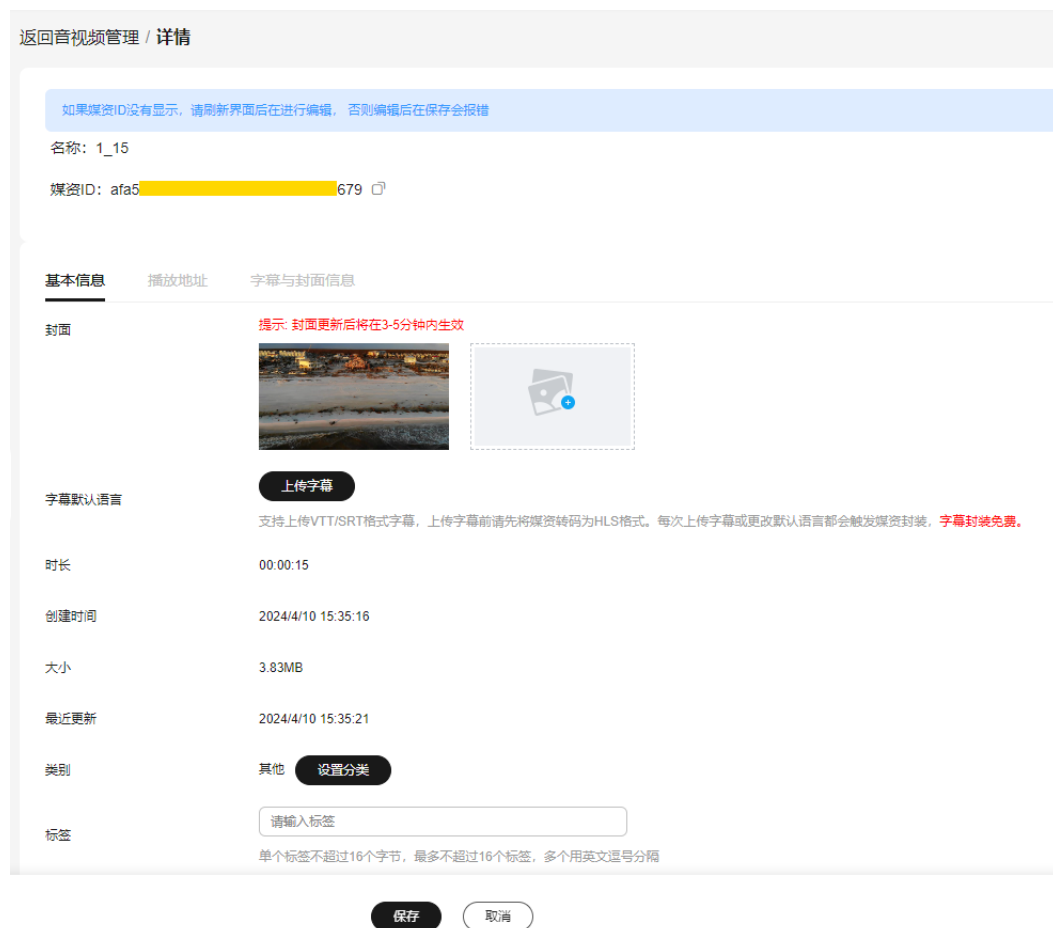 返回音视频管理 / 详情
如果媒资ID没有显示，请刷新界面后在进行编辑， 否则编辑后在保存会报错
名称：1_15
媒资ID：afa5 679
基本信息 播放地址 字幕与封面信息
封面 提示: 封面更新后将在3-5分钟内生效
字幕默认语言 上传字幕
支持上传VTT/SRT格式字幕，上传字幕前请先将媒资转码为HLS格式。每次上传字幕或更改默认语言都会触发媒资封装，字幕封装免费。
时长 00:00:15
创建时间 2024/4/10 15:35:16
大小 3.83MB
最近更新 2024/4/10 15:35:21
类别 其他 设置分类
标签 请输入标签
单个标签不超过16个字节，最多不超过16个标签，多个用英文逗号分隔
保存 取消